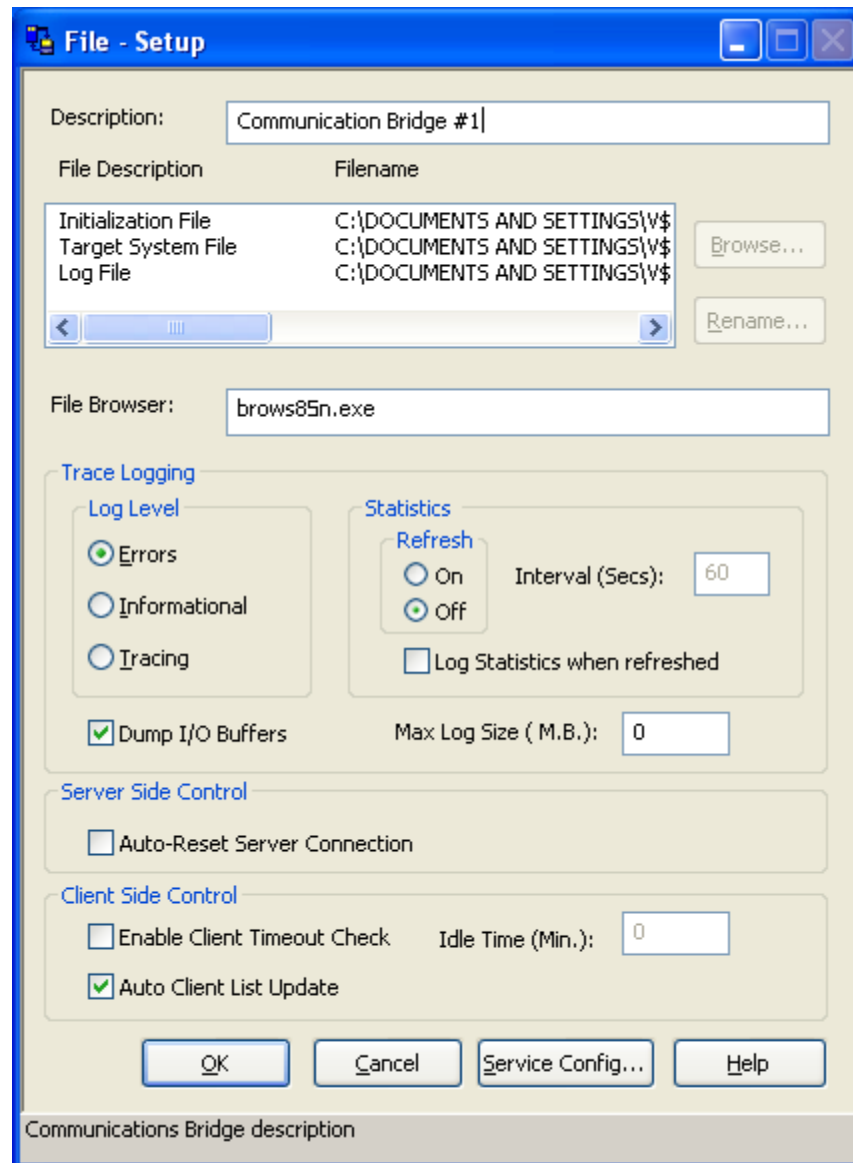 File - Setup
Description: Communication Bridge #1
File Description Filename
Initialization File C:\DOCUMENTS AND SETTINGS\V$
Target System File C:\DOCUMENTS AND SETTINGS\V$
Log File C:\DOCUMENTS AND SETTINGS\V$
Browse...
Rename...
File Browser: brows85n.exe
Trace Logging
Log Level
Errors
Informational
Tracing
Statistics
Refresh
On
Off
Interval (Secs): 60
Log Statistics when refreshed
Dump I/O Buffers
Max Log Size ( M.B.): 0
Server Side Control
Auto-Reset Server Connection
Client Side Control
Enable Client Timeout Check Idle Time (Min.): 0
Auto Client List Update
OK Cancel Service Config... Help
Communications Bridge description